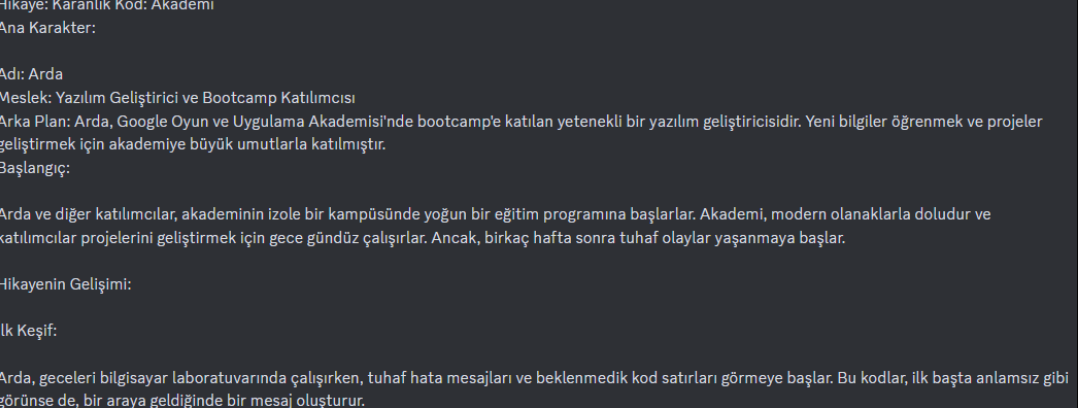 Hikaye: Karanlık Kod: Akademi
Ana Karakter:
Adı: Arda
Meslek: Yazılım Geliştirici ve Bootcamp Katılımcısı
Arka Plan: Arda, Google Oyun ve Uygulama Akademisi'nde bootcamp'e katılan yetenekli bir yazılım geliştiricisidir. Yeni bilgiler öğrenmek ve projeler
geliştirmek için akademiye büyük umutlarla katılmıştır.
Başlangıç:
Arda ve diğer katılımcılar, akademinin izole bir kampüsünde yoğun bir eğitim programına başlarlar. Akademi, modern olanaklarla doludur ve
katılımcılar projelerini geliştirmek için gece gündüz çalışırlar. Ancak, birkaç hafta sonra tuhaf olaylar yaşanmaya başlar.
Hikayenin Gelişimi:
İlk Keşif:
Arda, geceleri bilgisayar laboratuvarında çalışırken, tuhaf hata mesajları ve beklenmedik kod satırları görmeye başlar. Bu kodlar, ilk başta anlamsız gibi
görünse de, bir araya geldiğinde bir mesaj oluşturur.